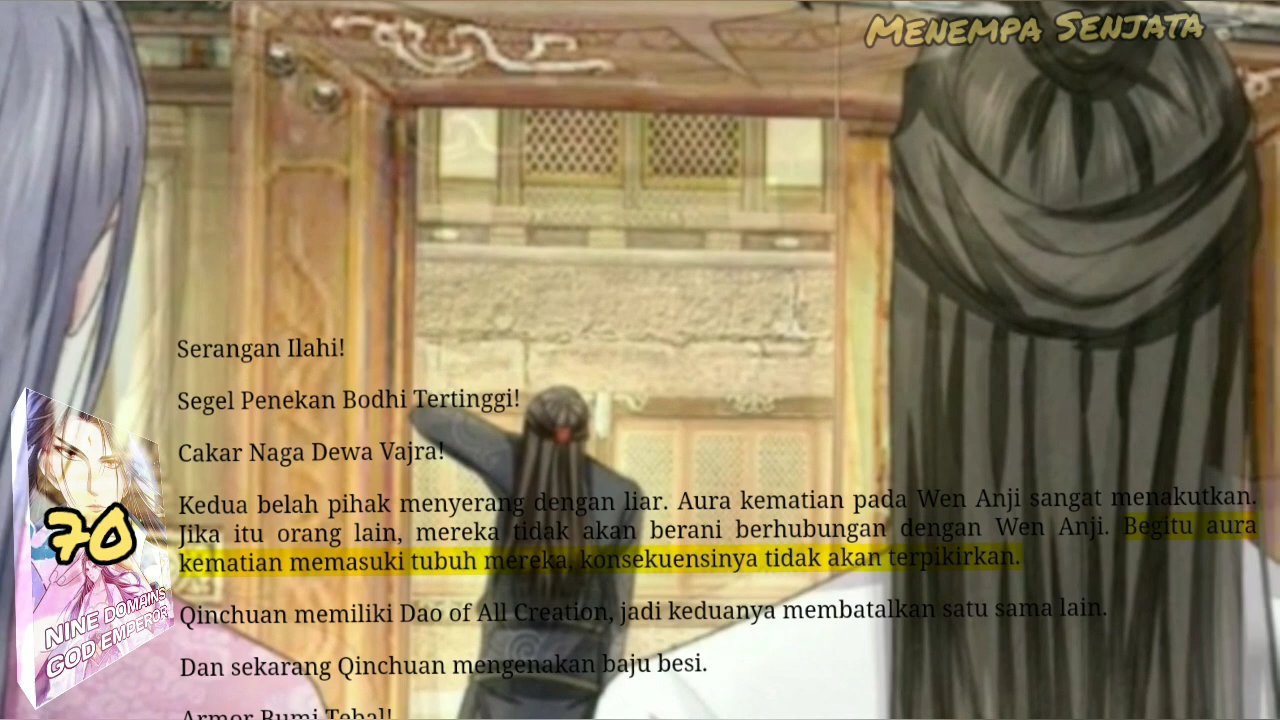 Menempa Senjata
Serangan Ilahi!
Segel Penekan Bodhi Tertinggi!
Cakar Naga Dewa Vajra!
Kedua belah pihak menyerang dengan liar. Aura kematian pada Wen Anji sangat menakutkan.
Jika itu orang lain, mereka tidak akan berani berhubungan dengan Wen Anji. Begitu aura
kematian memasuki tubuh mereka, konsekuensinya tidak akan terpikirkan.
Qinchuan memiliki Dao of All Creation, jadi keduanya membatalkan satu sama lain.
Dan sekarang Qinchuan mengenakan baju besi.
Armor Bumi Tebal!
70
NINE DOMAINS
GOD EMPEROR